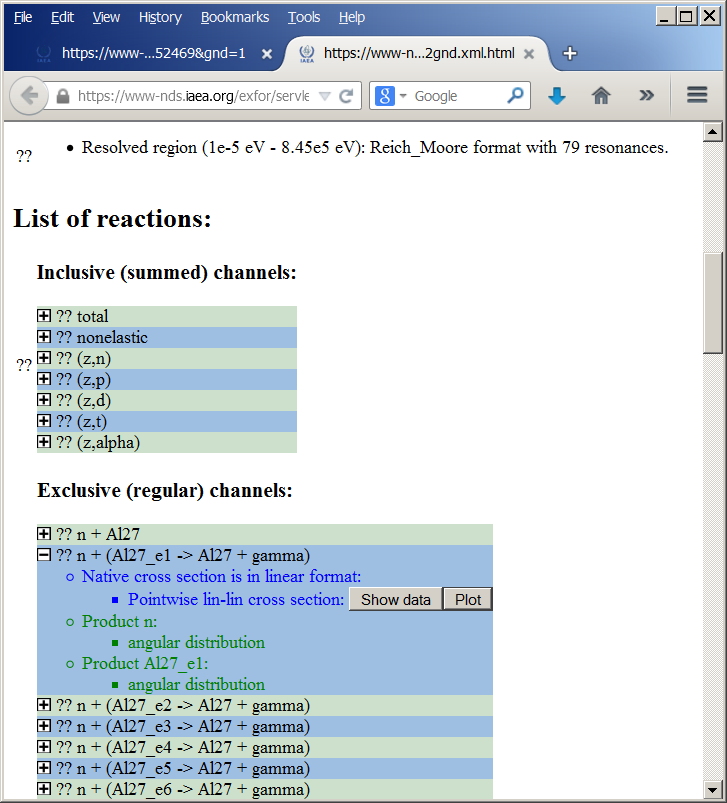 File Edit View History Bookmarks Tools Help
https://www-...52469&gnd=1
https://www-n...2gnd.xml.html
https://www-nds.iaea.org/exfor/servle
Google
?? • Resolved region (1e-5 eV - 8.45e5 eV): Reich_Moore format with 79 resonances.
List of reactions:
Inclusive (summed) channels:
?? total
?? nonelastic
?? ?? (z,n)
?? (z,p)
?? (z,d)
?? (z,t)
?? (z,alpha)
Exclusive (regular) channels:
?? n + Al27
?? n + (Al27_e1 -> Al27 + gamma)
Native cross section is in linear format:
Pointwise lin-lin cross section: Show data Plot
Product n:
angular distribution
Product Al27_e1:
angular distribution
?? n + (Al27_e2 -> Al27 + gamma)
?? n + (Al27_e3 -> Al27 + gamma)
?? n + (Al27_e4 -> Al27 + gamma)
?? n + (Al27_e5 -> Al27 + gamma)
?? n + (Al27_e6 -> Al27 + gamma)